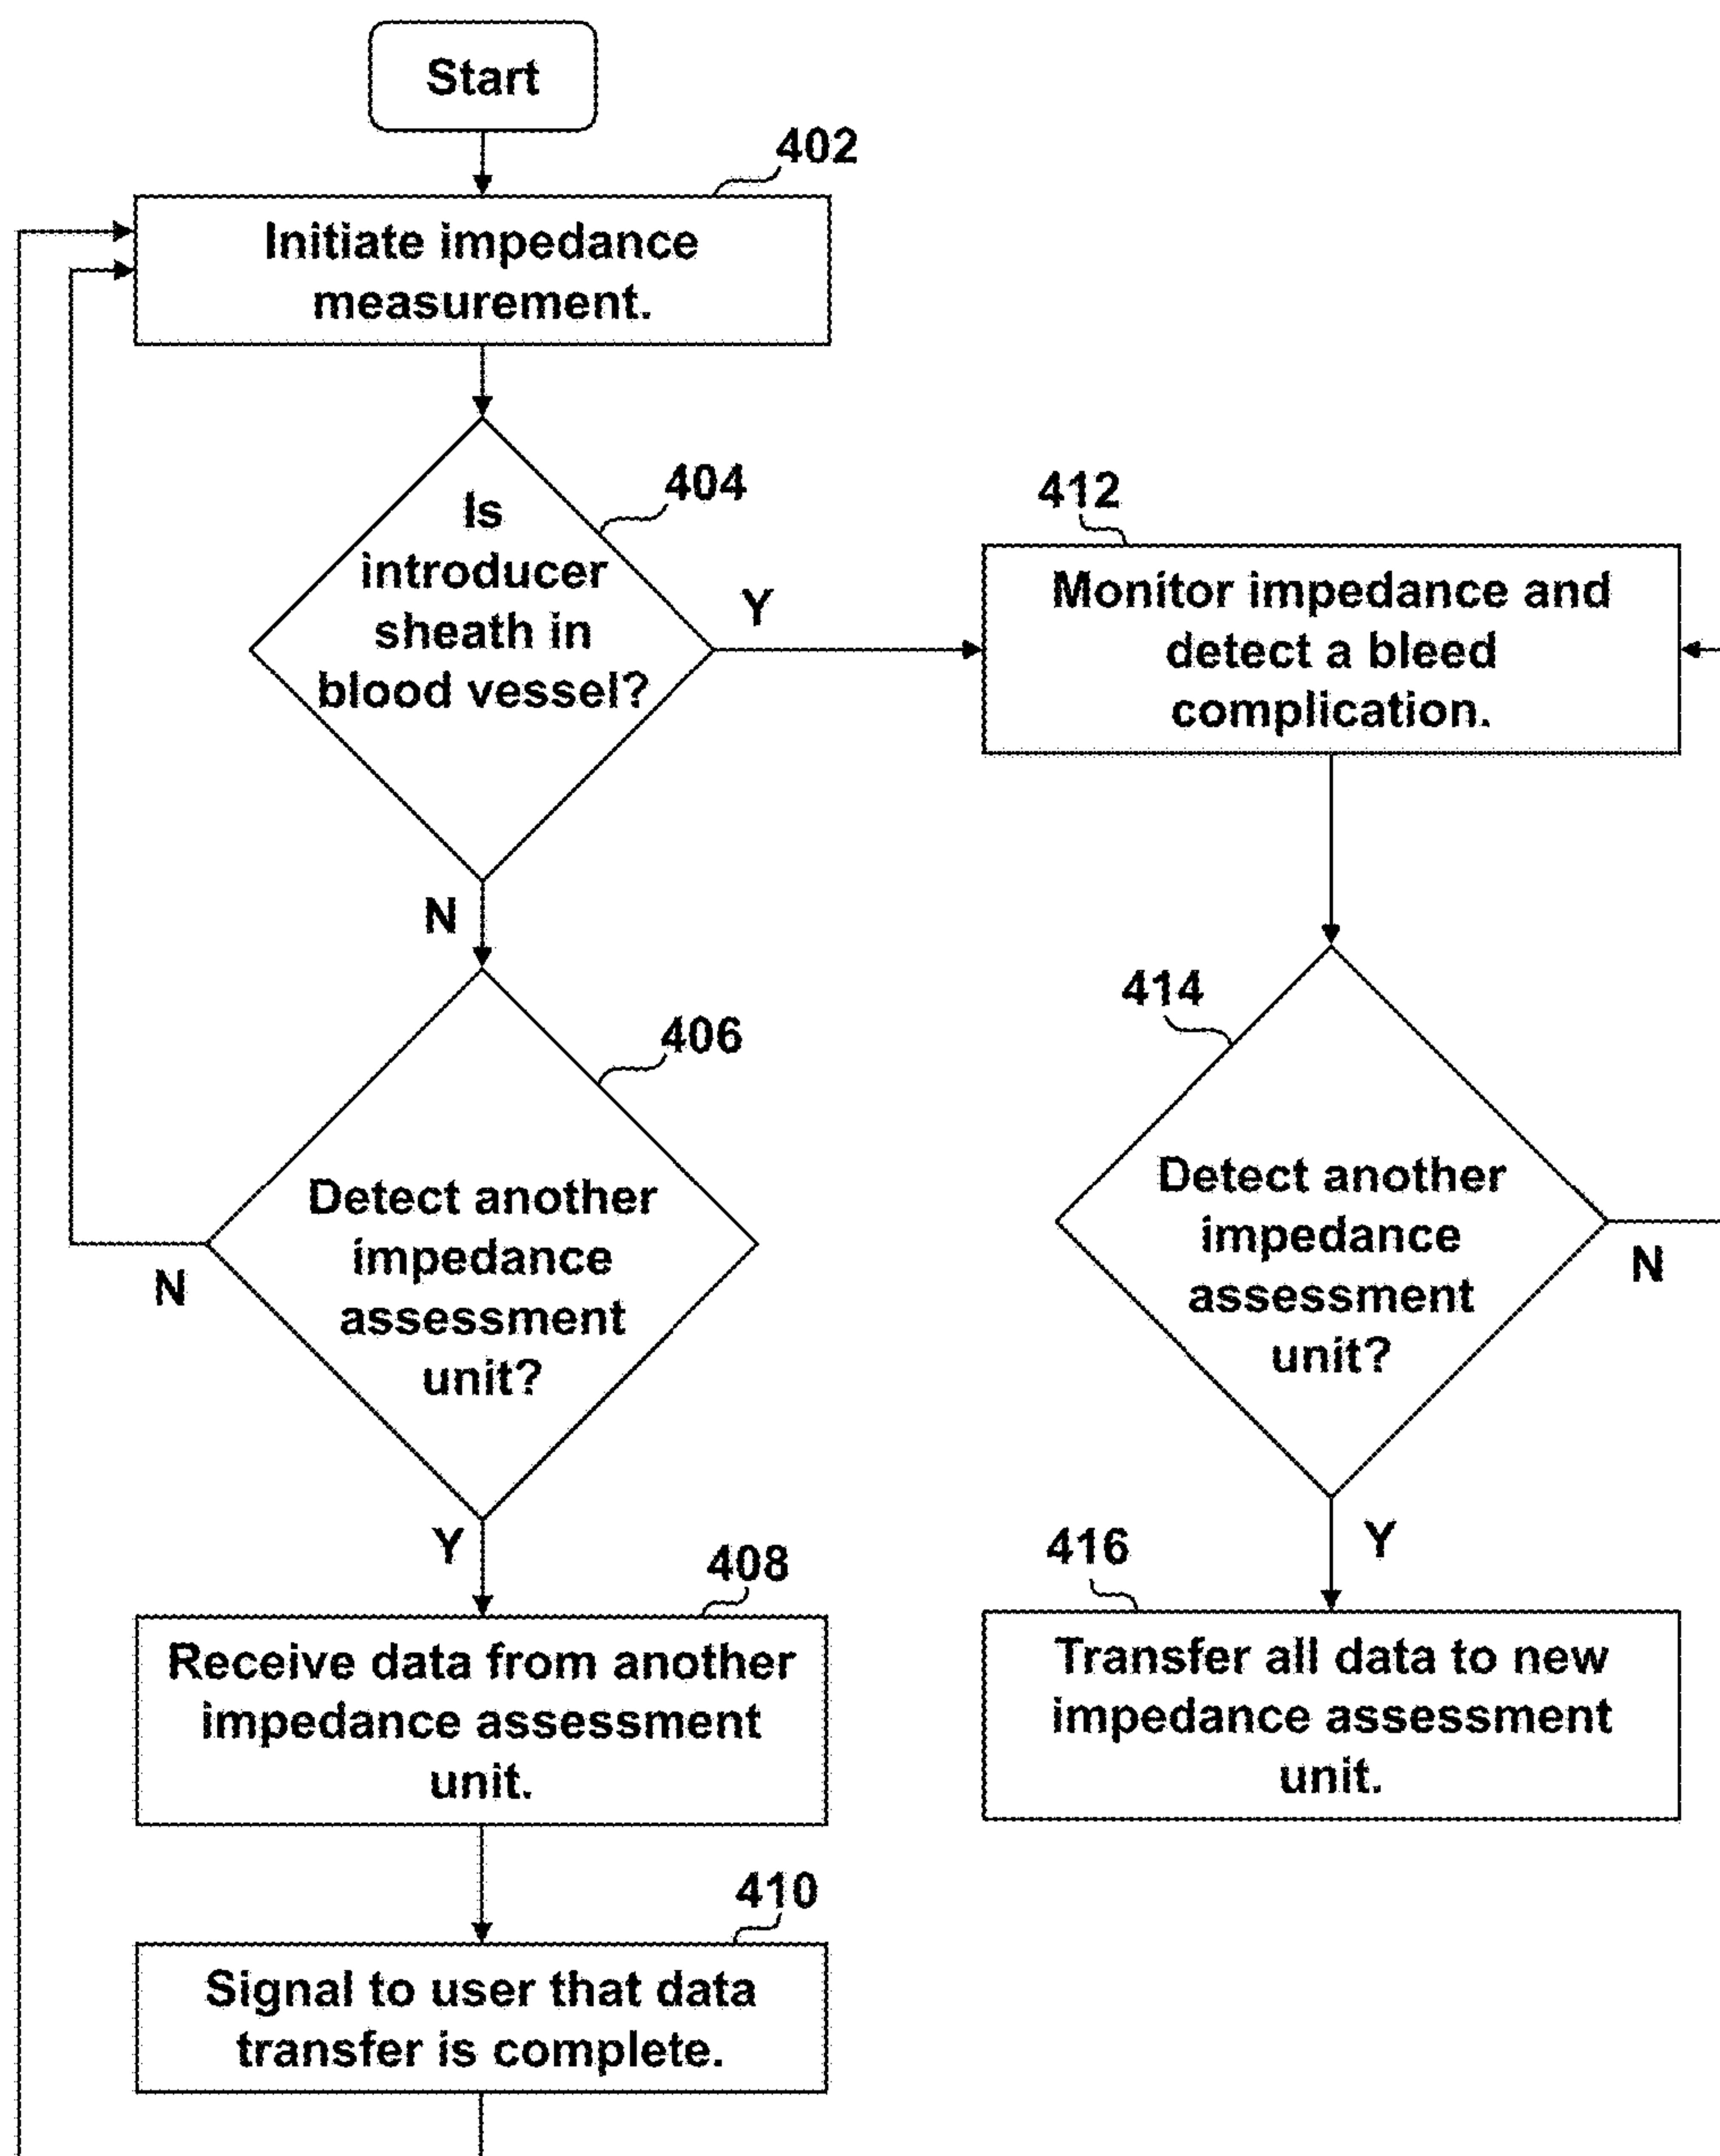 Start
402
Initiate impedance
measurement.
404
Is
introducer
sheath in
blood vessel?
Y
N
412
Monitor impedance and
detect a bleed
complication.
406
Detect another
impedance
assessment
unit?
N
Y
414
Detect another
impedance
assessment
unit?
N
Y
408
Receive data from another
impedance assessment
unit.
416
Transfer all data to new
impedance assessment
unit.
410
Signal to user that data
transfer is complete.